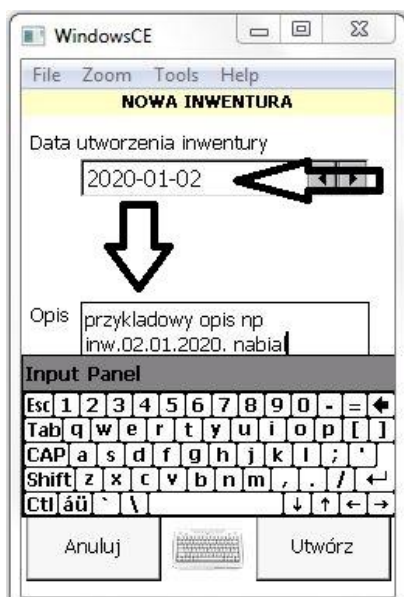 WindowsCE
File Zoom Tools Help
NOWA INWENTURA
Data utworzenia inwentury
2020-01-02
Opis
przykladowy opis np
inw.02.01.2020. nabial
Input Panel
Esc 1 2 3 4 5 6 7 8 9 0 - =
Tab q w e r t y u i o p [ ]
CAP a s d f g h j k l ; '
Shift z x c v b n m , . /
Ctl áü ` \
Anuluj Utwórz